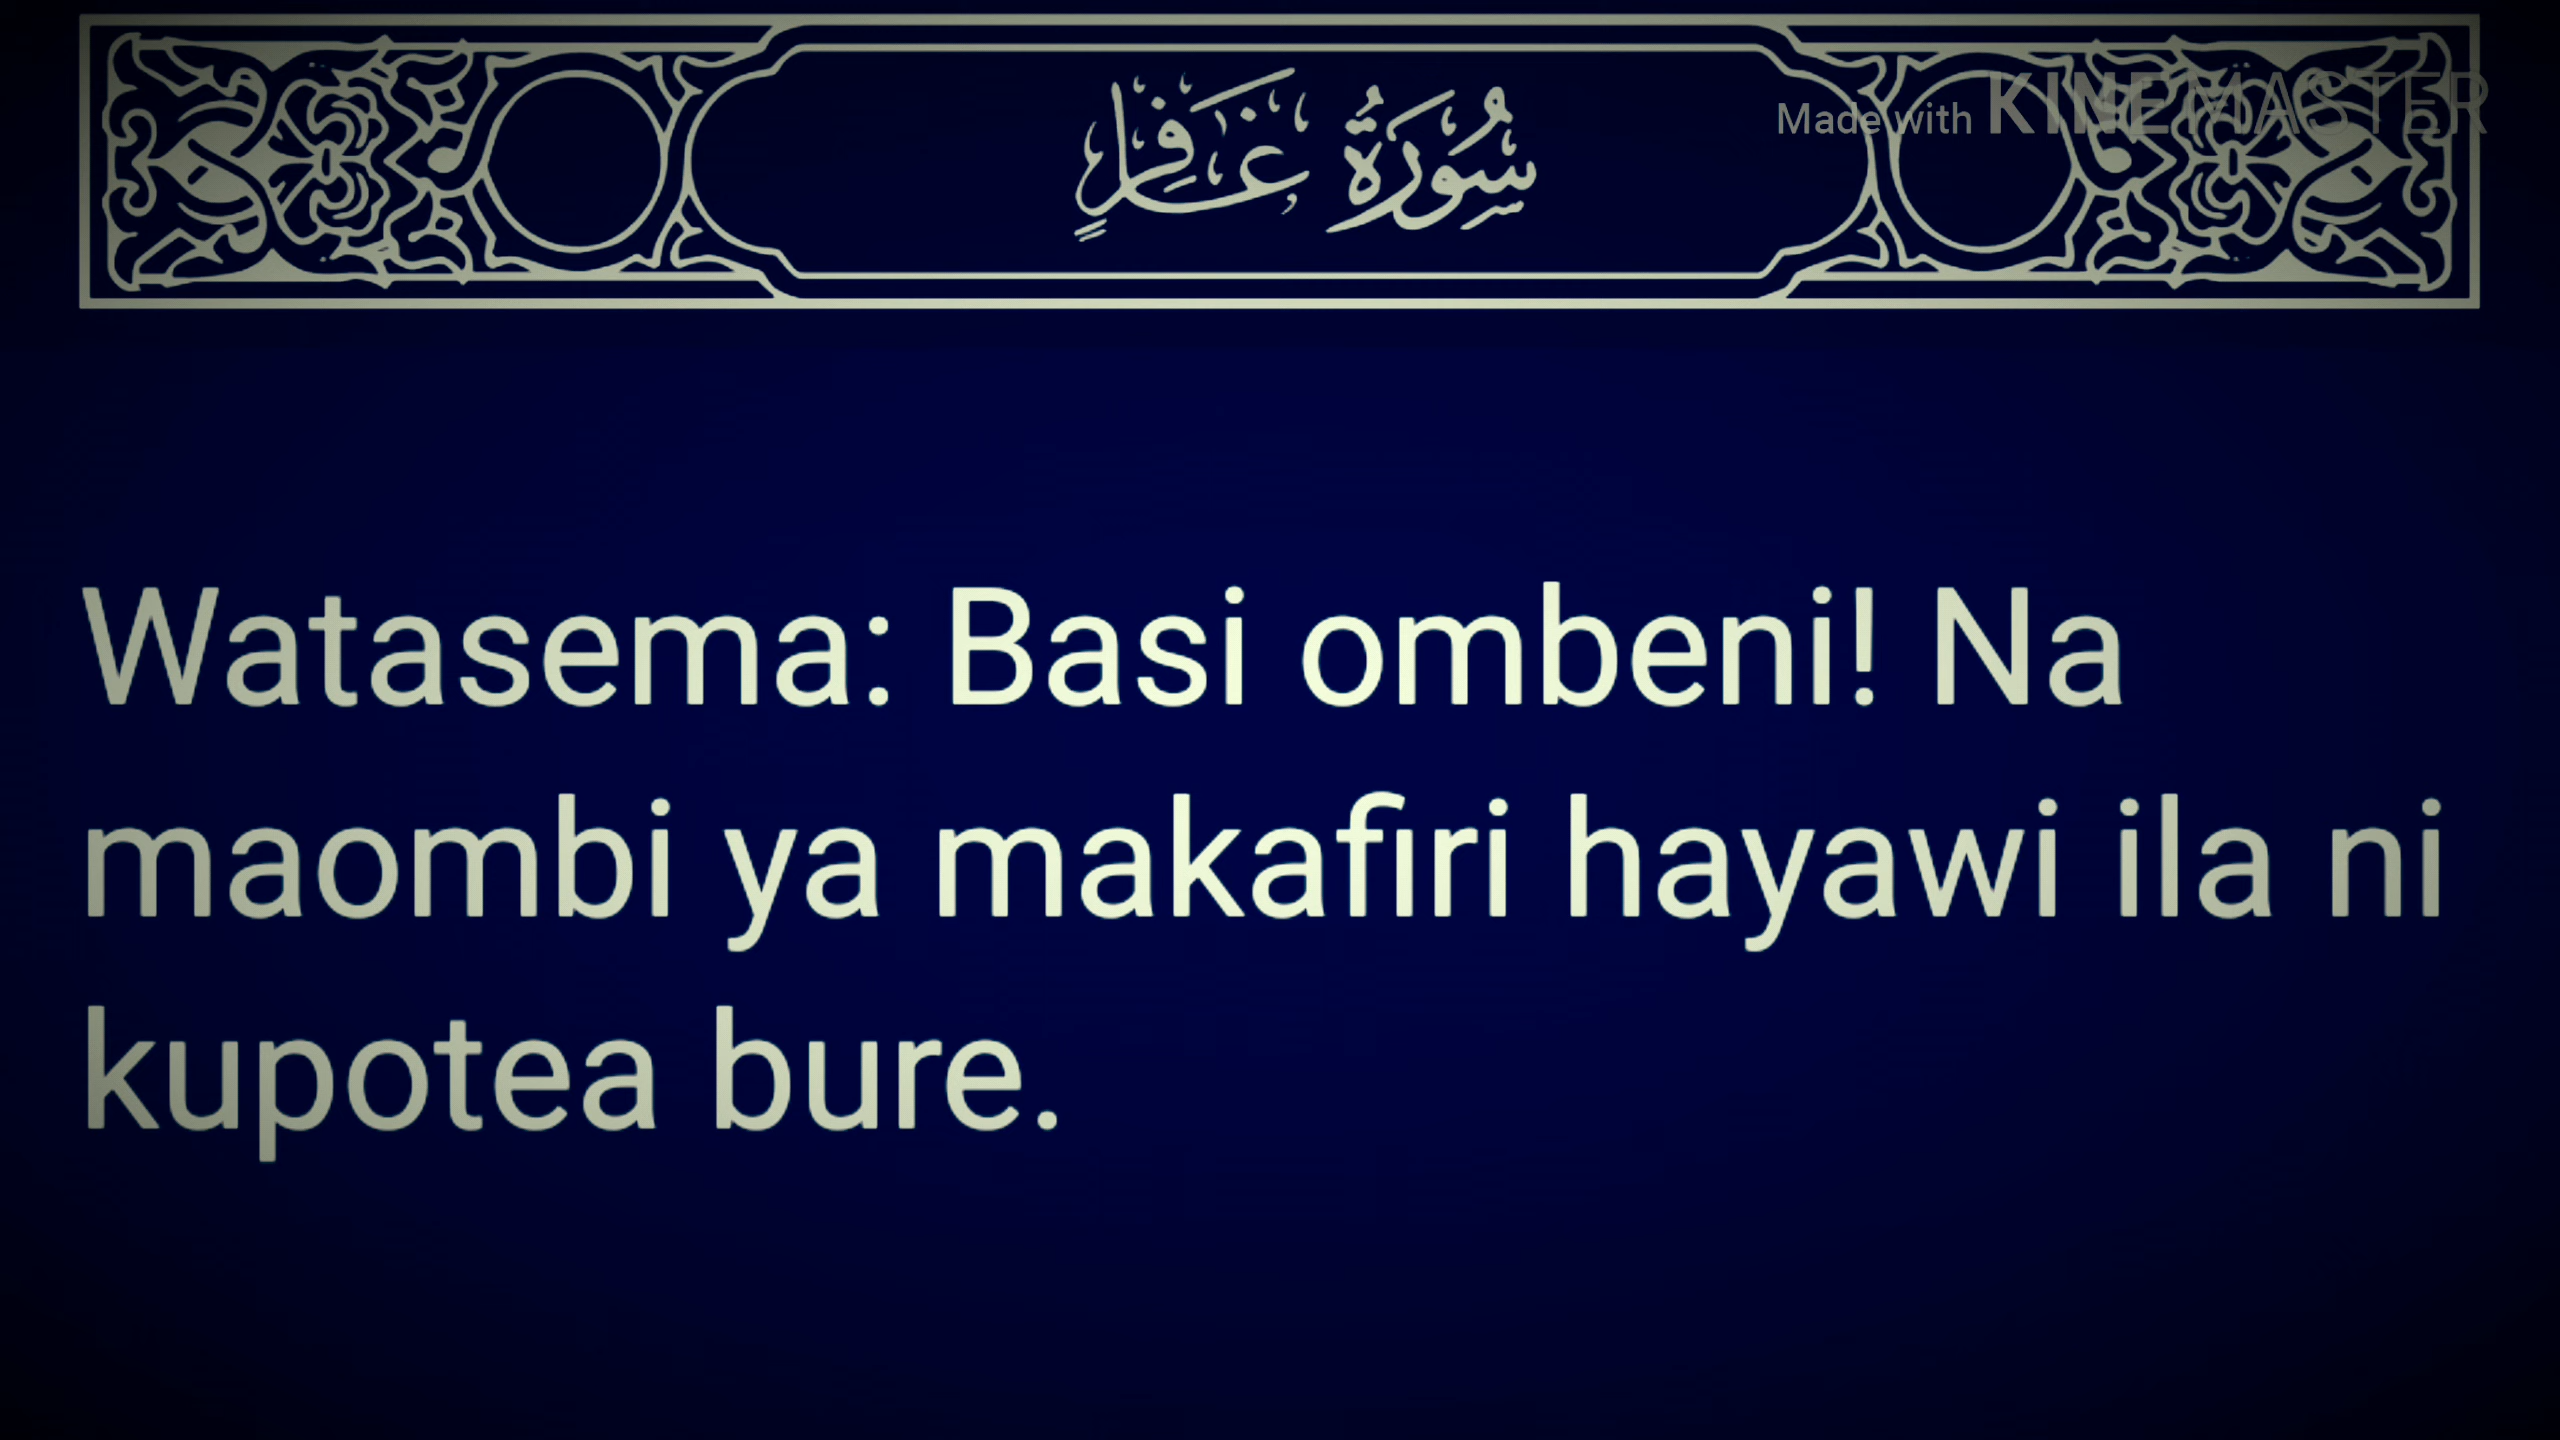 سُورَةُ غَافِرٍ
Made with KINEMASTER
Watasema: Basi ombeni! Na
maombi ya makafiri hayawi ila ni
kupotea bure.